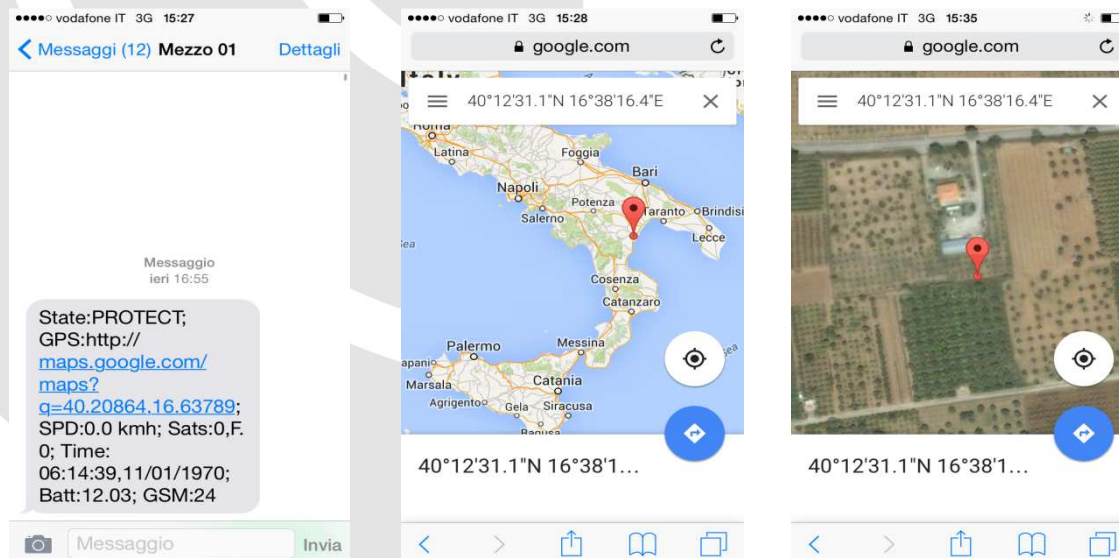 vodafone IT 3G 15:27
Messaggi (12) Mezzo 01 Dettagli
Messaggio
ieri 16:55
State:PROTECT;
GPS:http://
maps.google.com/
maps?
q=40.20864,16.63789;
SPD:0.0 kmh; Sats:0,F.
0; Time:
06:14:39,11/01/1970;
Batt:12.03; GSM:24
Messaggio Invia
vodafone IT 3G 15:28
google.com
40°12'31.1"N 16°38'16.4"E
Italy
Roma
Latina
Foggia
Bari
Napoli
Potenza
Taranto
Brindisi
Salerno
Lecce
Cosenza
Catanzaro
Palermo
Messina
apani
Marsala
Catania
Agrigento
Gela
Siracusa
Ragusa
ea
ea
40°12'31.1"N 16°38'1...
vodafone IT 3G 15:35
google.com
40°12'31.1"N 16°38'16.4"E
40°12'31.1"N 16°38'1...